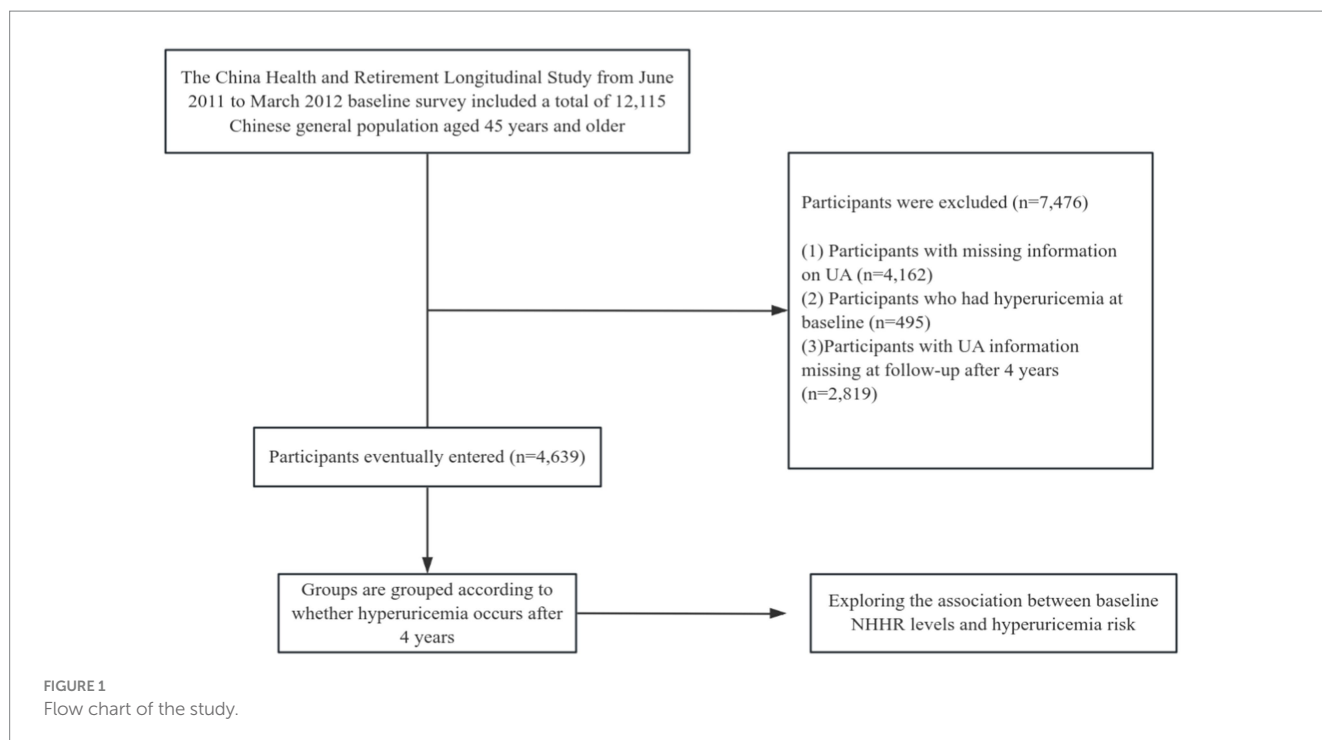 The China Health and Retirement Longitudinal Study from June
2011 to March 2012 baseline survey included a total of 12,115
Chinese general population aged 45 years and older
Participants were excluded (n=7,476)
(1) Participants with missing information
on UA (n=4,162)
(2) Participants who had hyperuricemia at
baseline (n=495)
(3)Participants with UA information
missing at follow-up after 4 years
(n=2,819)
Participants eventually entered (n=4,639)
Groups are grouped according to
whether hyperuricemia occurs after
4 years
Exploring the association between baseline
NHHR levels and hyperuricemia risk
FIGURE 1
Flow chart of the study.